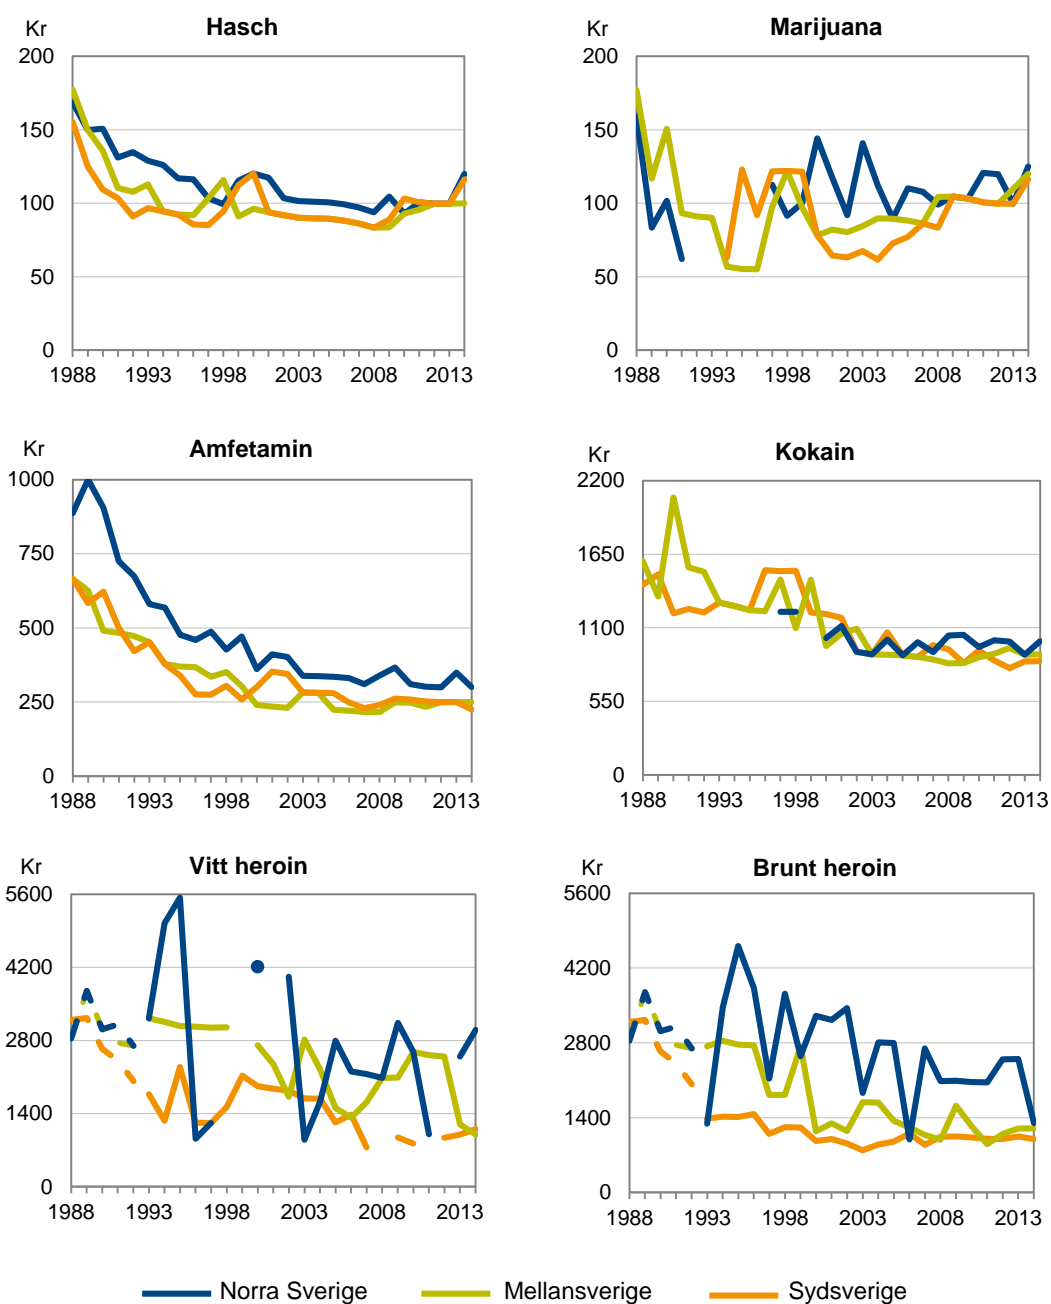 Hasch
Kr
200
150
100
50
0
1988 1993 1998 2003 2008 2013
Marijuana
Kr
200
150
100
50
0
1988 1993 1998 2003 2008 2013
Amfetamin
Kr
1000
750
500
250
0
1988 1993 1998 2003 2008 2013
Kokain
Kr
2200
1650
1100
550
0
1988 1993 1998 2003 2008 2013
Vitt heroin
Kr
5600
4200
2800
1400
0
1988 1993 1998 2003 2008 2013
Brunt heroin
Kr
5600
4200
2800
1400
0
1988 1993 1998 2003 2008 2013
Norra Sverige Mellansverige Sydsverige